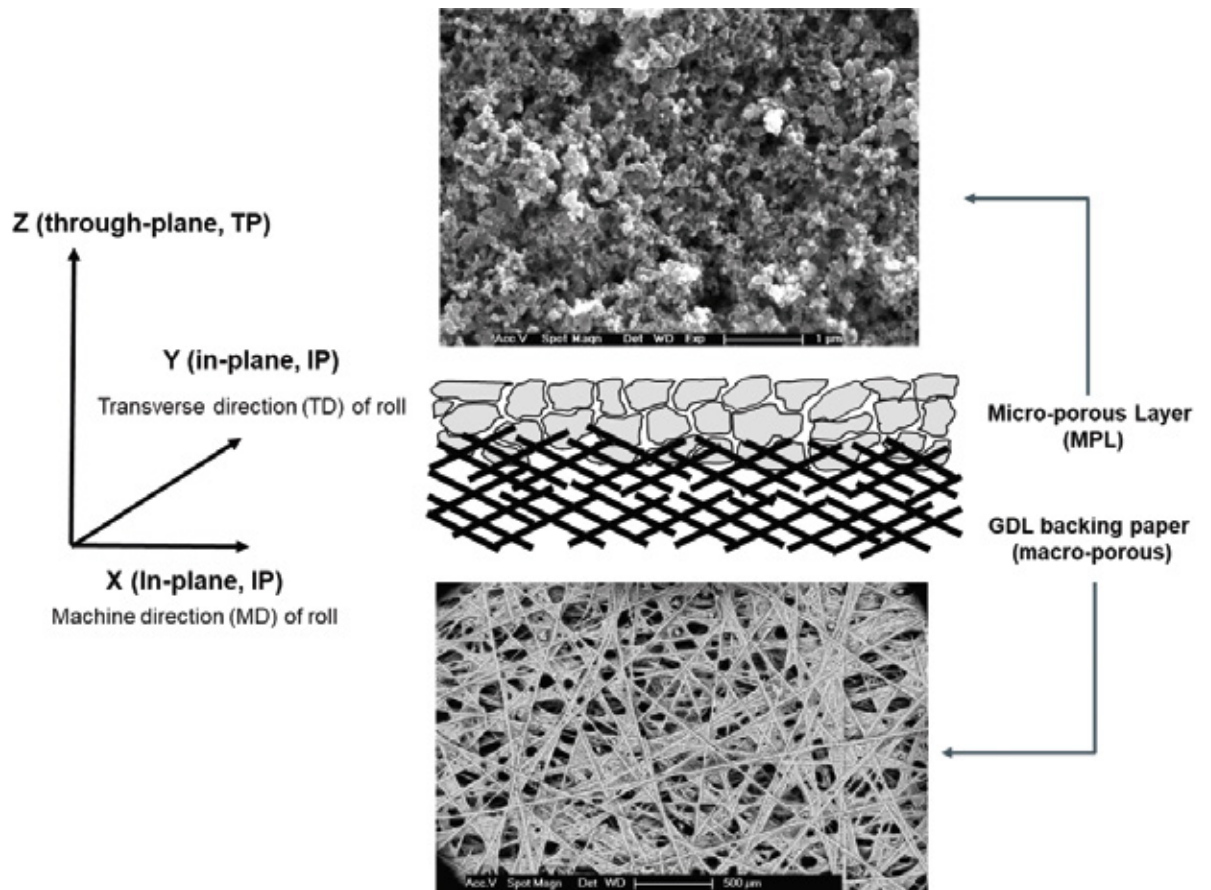 Acc.V Spot Magn Det WD Exp 1 µm
Z (through-plane, TP)
Y (in-plane, IP)
Transverse direction (TD) of roll
X (In-plane, IP)
Machine direction (MD) of roll
Micro-porous Layer
(MPL)
GDL backing paper
(macro-porous)
Acc.V Spot Magn Det WD 500 µm